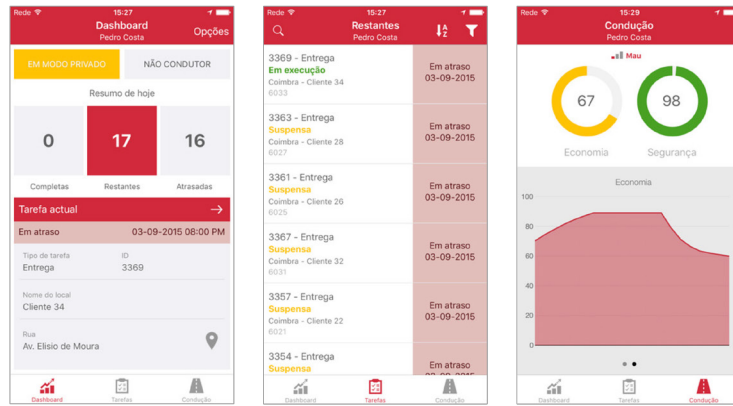 Rede 15:27
Dashboard
Pedro Costa
Opções
EM MODO PRIVADO
NÃO CONDUTOR
Resumo de hoje
0
17
16
Completas
Restantes
Atrasadas
Tarefa actual
Em atraso
03-09-2015 08:00 PM
Tipo de tarefa
ID
Entrega
3369
Nome do local
Cliente 34
Rua
Av. Elisio de Moura
Dashboard
Tarefas
Condução
Rede 15:27
Restantes
Pedro Costa
3369 - Entrega
Em execução
Coimbra - Cliente 34
6033
Em atraso
03-09-2015
3363 - Entrega
Suspensa
Coimbra - Cliente 28
6027
Em atraso
03-09-2015
3361 - Entrega
Suspensa
Coimbra - Cliente 26
6025
Em atraso
03-09-2015
3367 - Entrega
Suspensa
Coimbra - Cliente 32
6031
Em atraso
03-09-2015
3357 - Entrega
Suspensa
Coimbra - Cliente 22
6021
Em atraso
03-09-2015
3354 - Entrega
Suspensa
Em atraso
03-09-2015
Dashboard
Tarefas
Condução
Rede 15:29
Condução
Pedro Costa
Mau
67
98
Economia
Segurança
Economia
100
80
60
40
20
0
Dashboard
Tarefas
Condução